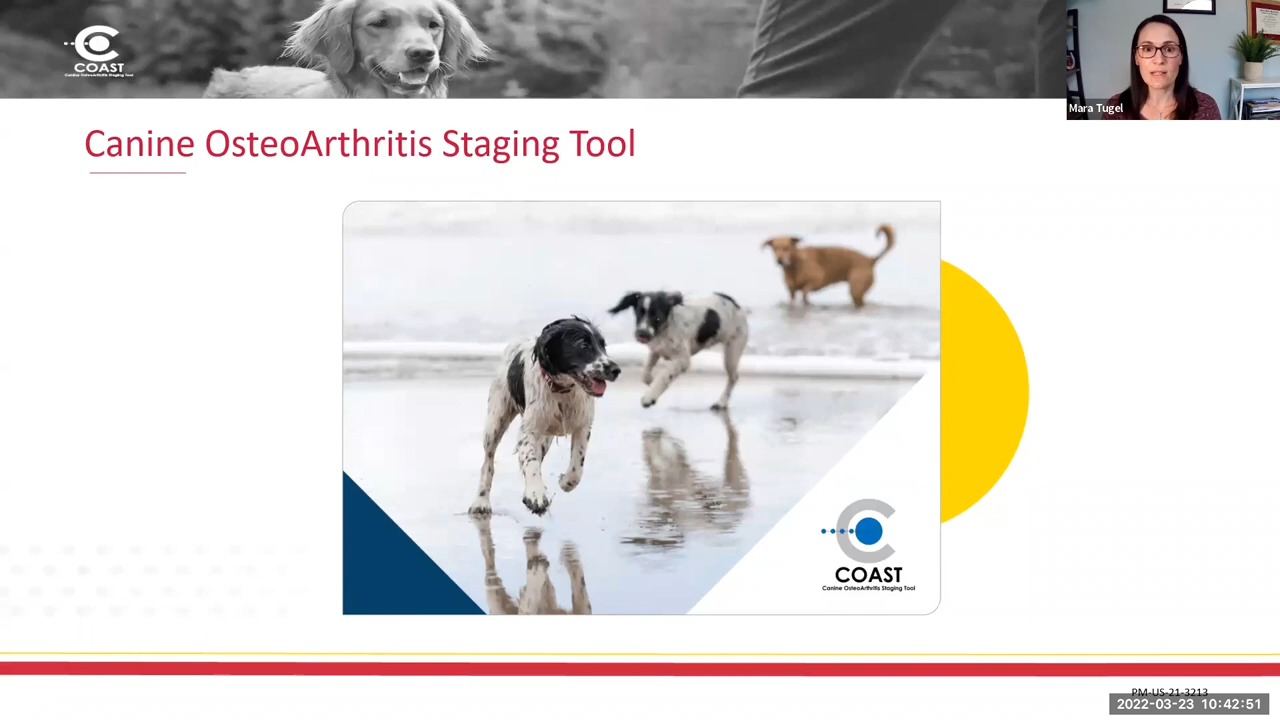 COAST
Canine OsteoArthritis Staging Tool
Mara Tugel
Canine OsteoArthritis Staging Tool
COAST
Canine OsteoArthritis Staging Tool
PM-US-21-3213
2022-03-23 10:42:51